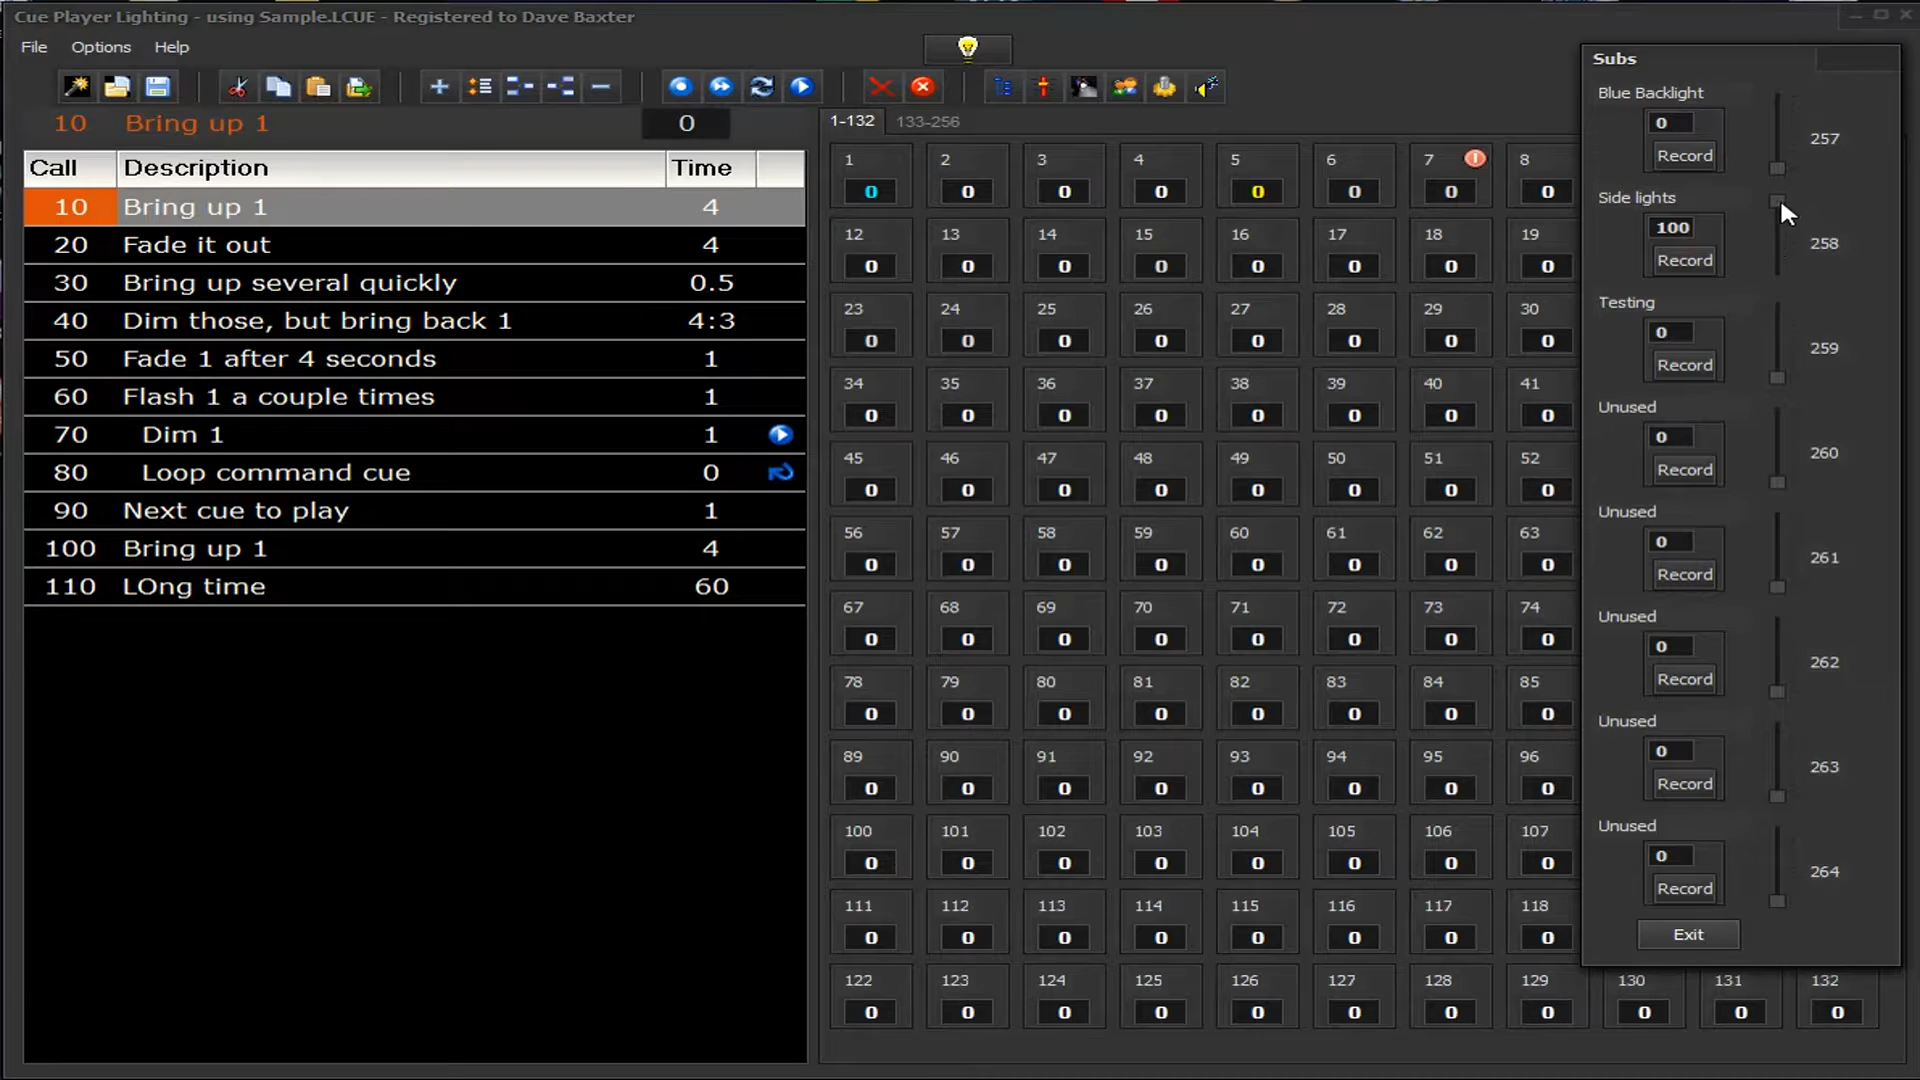 Cue Player Lighting - using Sample.LCUE - Registered to Dave Baxter
File Options Help
10 Bring up 1 0
Call Description Time
10 Bring up 1 4
20 Fade it out 4
30 Bring up several quickly 0.5
40 Dim those, but bring back 1 4:3
50 Fade 1 after 4 seconds 1
60 Flash 1 a couple times 1
70 Dim 1 1
80 Loop command cue 0
90 Next cue to play 1
100 Bring up 1 4
110 LOng time 60
1-132 133-256
1 2 3 4 5 6 7 8
0 0 0 0 0 0 0 0
12 13 14 15 16 17 18 19
0 0 0 0 0 0 0 0
23 24 25 26 27 28 29 30
0 0 0 0 0 0 0 0
34 35 36 37 38 39 40 41
0 0 0 0 0 0 0 0
45 46 47 48 49 50 51 52
0 0 0 0 0 0 0 0
56 57 58 59 60 61 62 63
0 0 0 0 0 0 0 0
67 68 69 70 71 72 73 74
0 0 0 0 0 0 0 0
78 79 80 81 82 83 84 85
0 0 0 0 0 0 0 0
89 90 91 92 93 94 95 96
0 0 0 0 0 0 0 0
100 101 102 103 104 105 106 107
0 0 0 0 0 0 0 0
111 112 113 114 115 116 117 118
0 0 0 0 0 0 0 0
122 123 124 125 126 127 128 129 130 131 132
0 0 0 0 0 0 0 0 0 0 0
Subs
Blue Backlight
0
257
Record
Side lights
100
258
Record
Testing
0
259
Record
Unused
0
260
Record
Unused
0
261
Record
Unused
0
262
Record
Unused
0
263
Record
Unused
0
264
Record
Exit